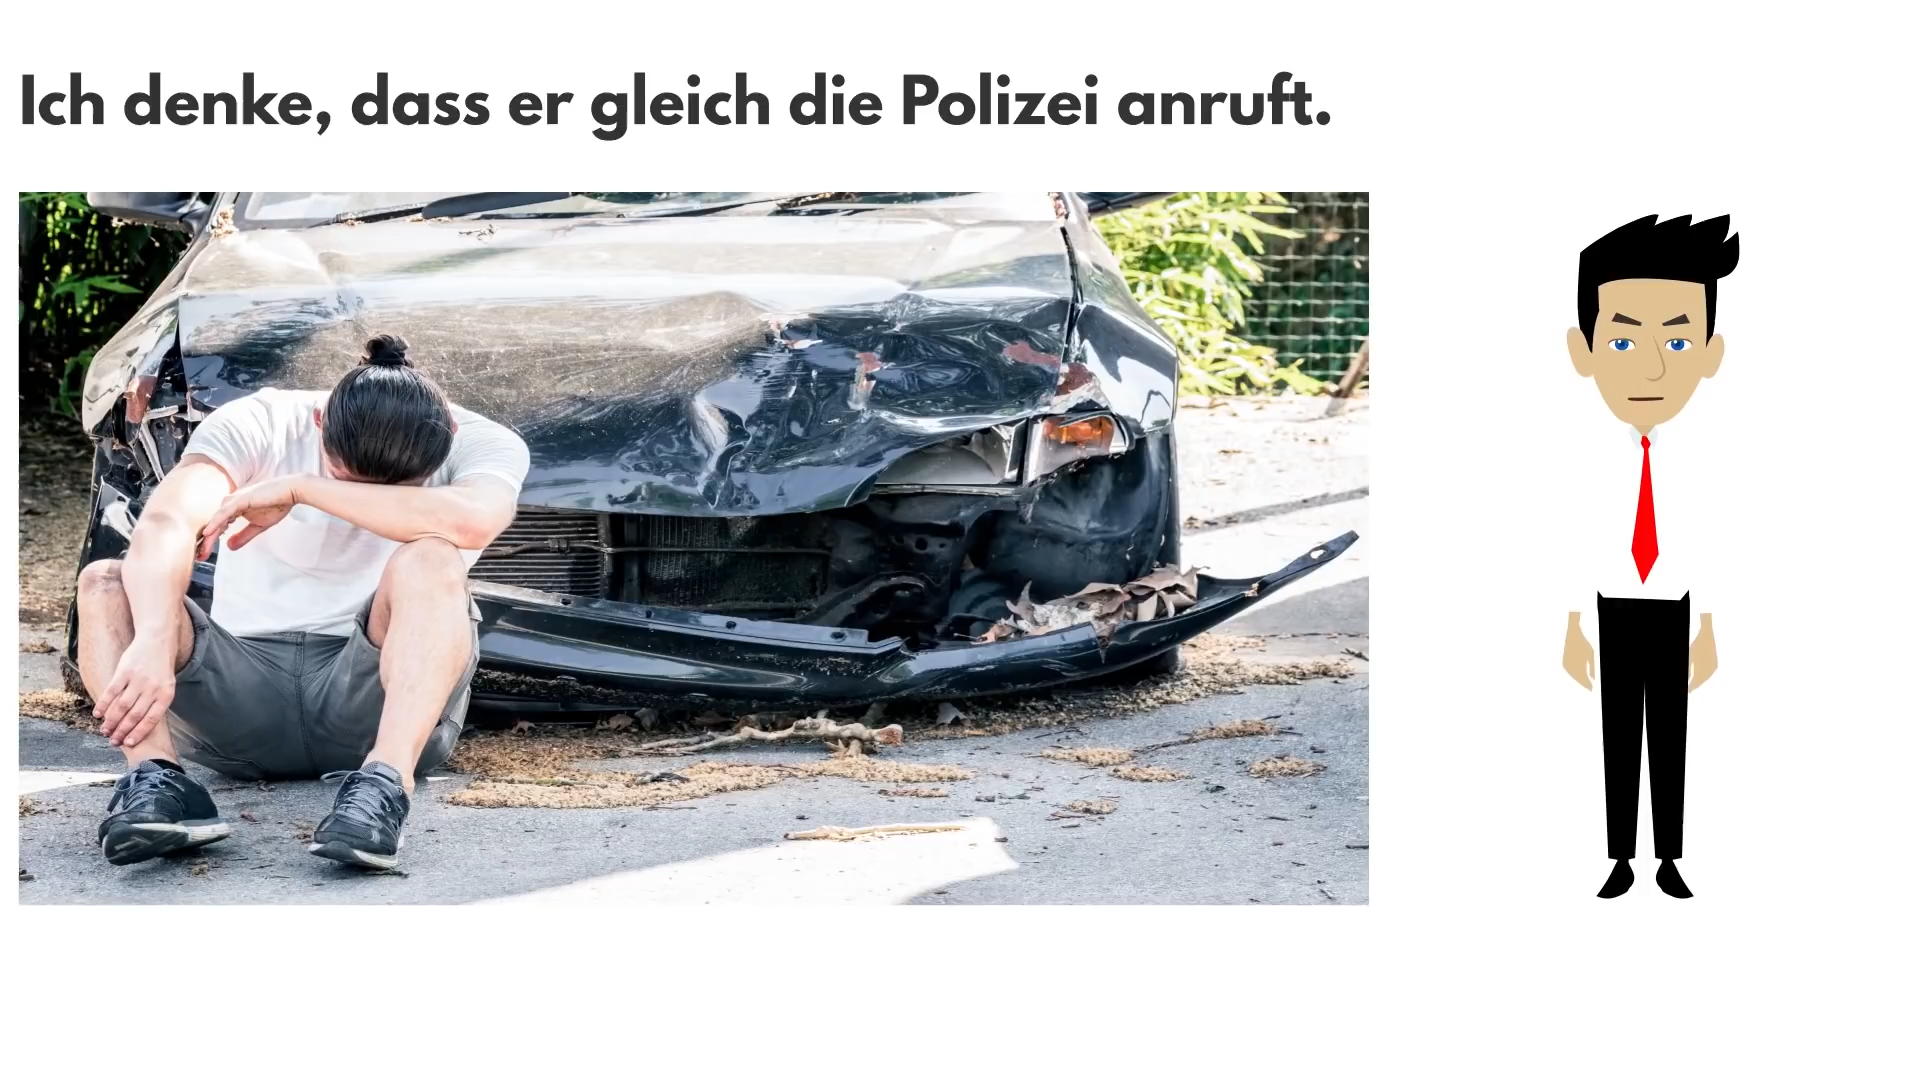 Ich denke, dass er gleich die Polizei anruft.